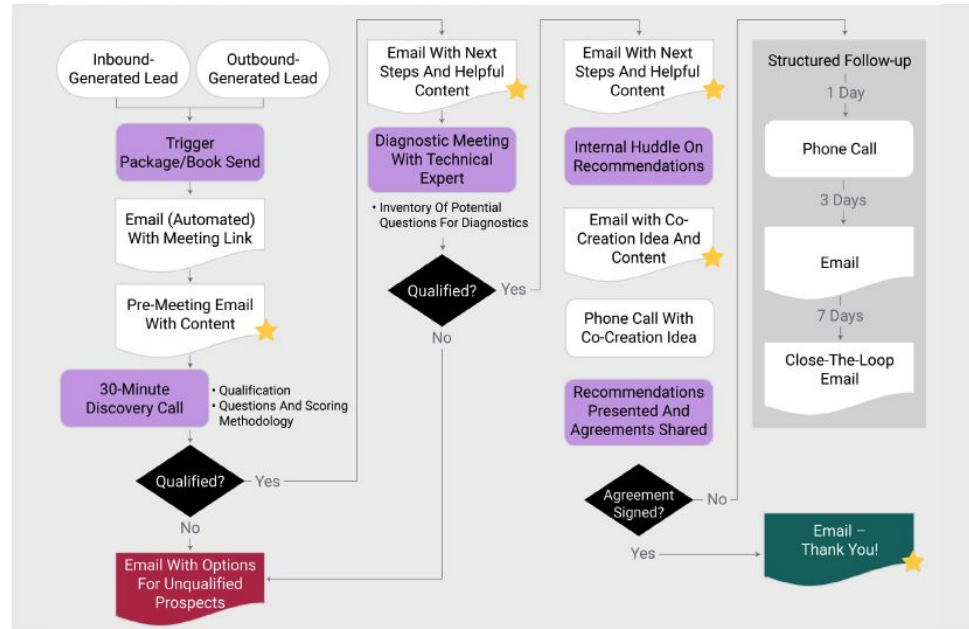 Inbound-
Generated Lead
Outbound-
Generated Lead
Trigger
Package/Book Send
Email (Automated)
With Meeting Link
Pre-Meeting Email
With Content
30-Minute
Discovery Call
• Qualification
• Questions And Scoring
Methodology
Qualified?
Yes
No
Email With Options
For Unqualified
Prospects
Email With Next
Steps And Helpful
Content
Diagnostic Meeting
With Technical
Expert
• Inventory Of Potential
Questions For Diagnostics
Qualified?
Yes
No
Email With Next
Steps And Helpful
Content
Internal Huddle On
Recommendations
Email with Co-
Creation Idea And
Content
Phone Call With
Co-Creation Idea
Recommendations
Presented And
Agreements Shared
Agreement
Signed?
No
Yes
Structured Follow-up
1 Day
Phone Call
3 Days
Email
7 Days
Close-The-Loop
Email
Email –
Thank You!